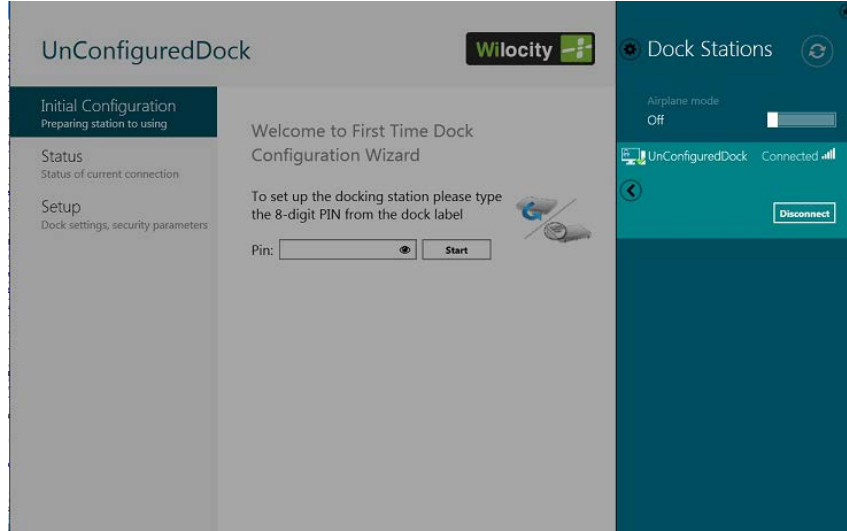 UnConfiguredDock
Wilocity
Initial Configuration
Preparing station to using
Status
Status of current connection
Setup
Dock settings, security parameters
Welcome to First Time Dock
Configuration Wizard
To set up the docking station please type
the 8-digit PIN from the dock label
Pin:
Start
Dock Stations
Airplane mode
Off
UnConfiguredDock Connected
Disconnect